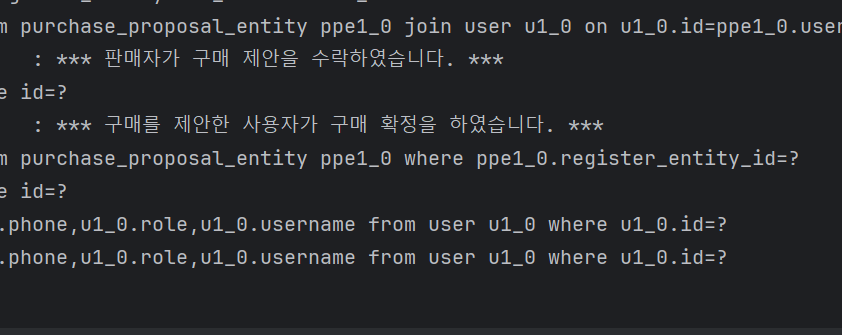 m purchase_proposal_entity ppe1_0 join user u1_0 on u1_0.id=ppe1_0.user
: *** 판매자가 구매 제안을 수락하였습니다. ***
e id=?
: *** 구매를 제안한 사용자가 구매 확정을 하였습니다. ***
m purchase_proposal_entity ppe1_0 where ppe1_0.register_entity_id=?
e id=?
.phone,u1_0.role,u1_0.username from user u1_0 where u1_0.id=?
.phone,u1_0.role,u1_0.username from user u1_0 where u1_0.id=?